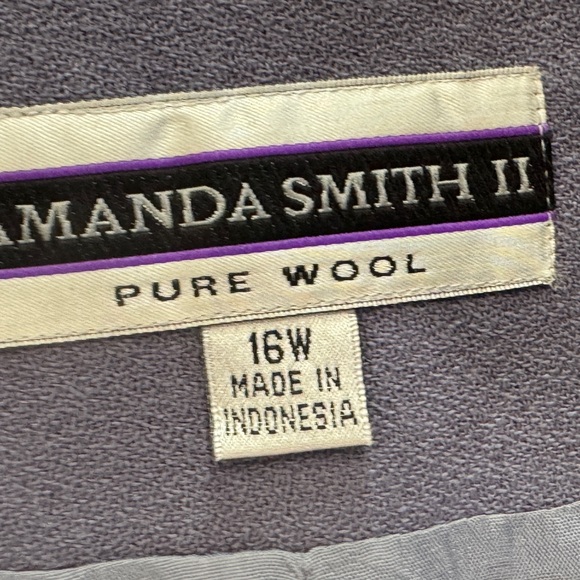 AMANDA SMITH II
PURE WOOL
16W
MADE IN
INDONESIA